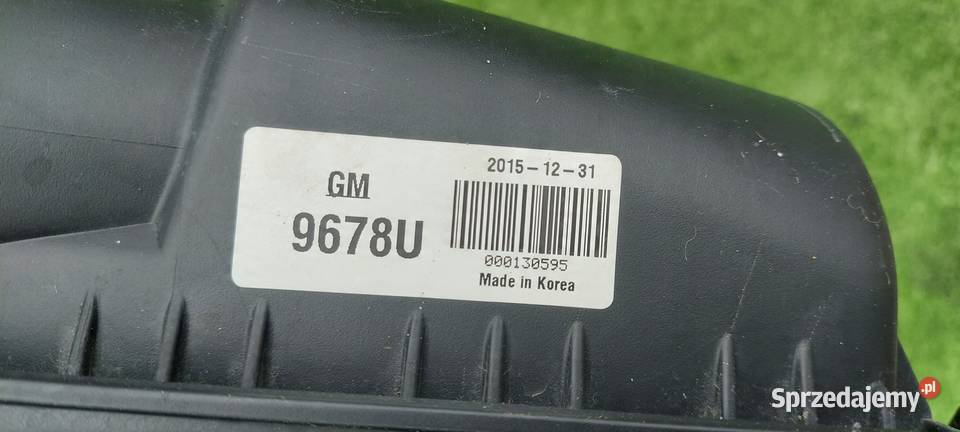 GM
9678U
2015-12-31
000130595
Made in Korea
Sprzedajemy.pl